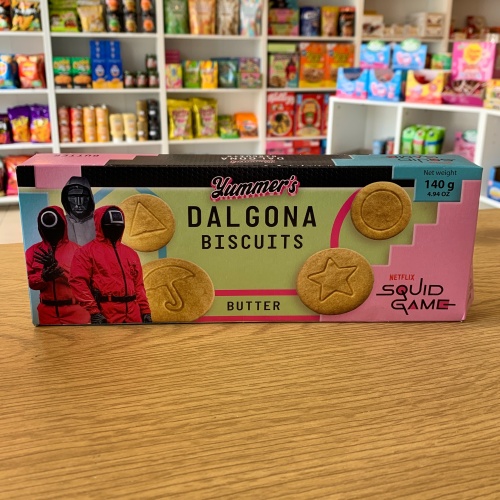 Yummer's
DALGONA
BISCUITS
BUTTER
Net weight
140 g
4.94 OZ
NETFLIX
SQUID
GAME